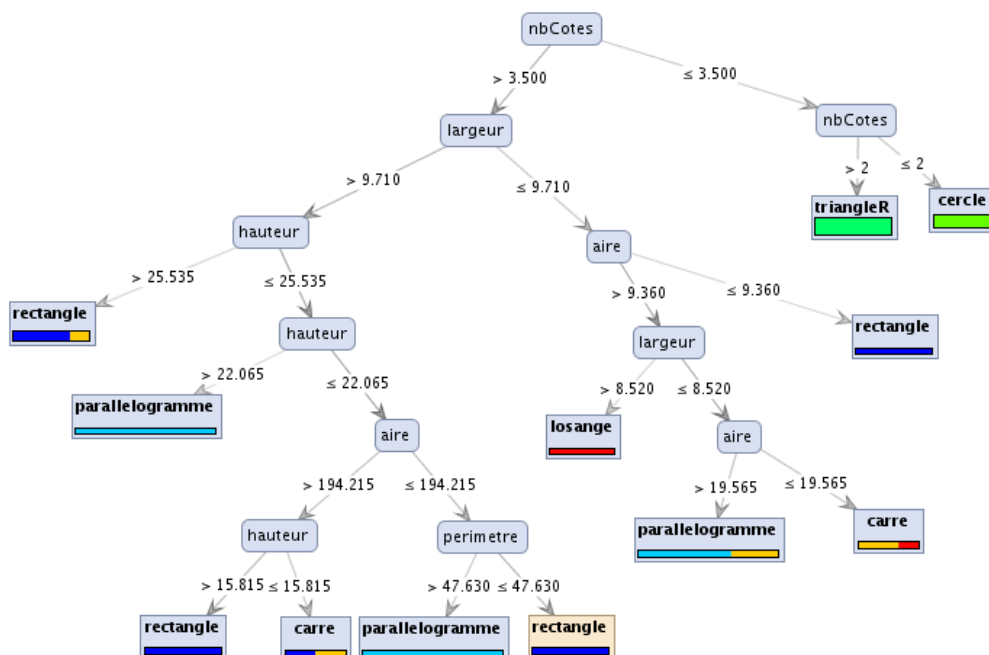 nbCotes
> 3.500
≤ 3.500
largeur
nbCotes
> 9.710
≤ 9.710
> 2
≤ 2
triangleR
cercle
hauteur
aire
> 25.535
≤ 25.535
> 9.360
≤ 9.360
rectangle
hauteur
largeur
rectangle
> 22.065
≤ 22.065
> 8.520
≤ 8.520
parallelogramme
aire
losange
aire
> 194.215
≤ 194.215
> 19.565
≤ 19.565
hauteur
perimetre
parallelogramme
carre
> 15.815
≤ 15.815
> 47.630
≤ 47.630
rectangle
carre
parallelogramme
rectangle